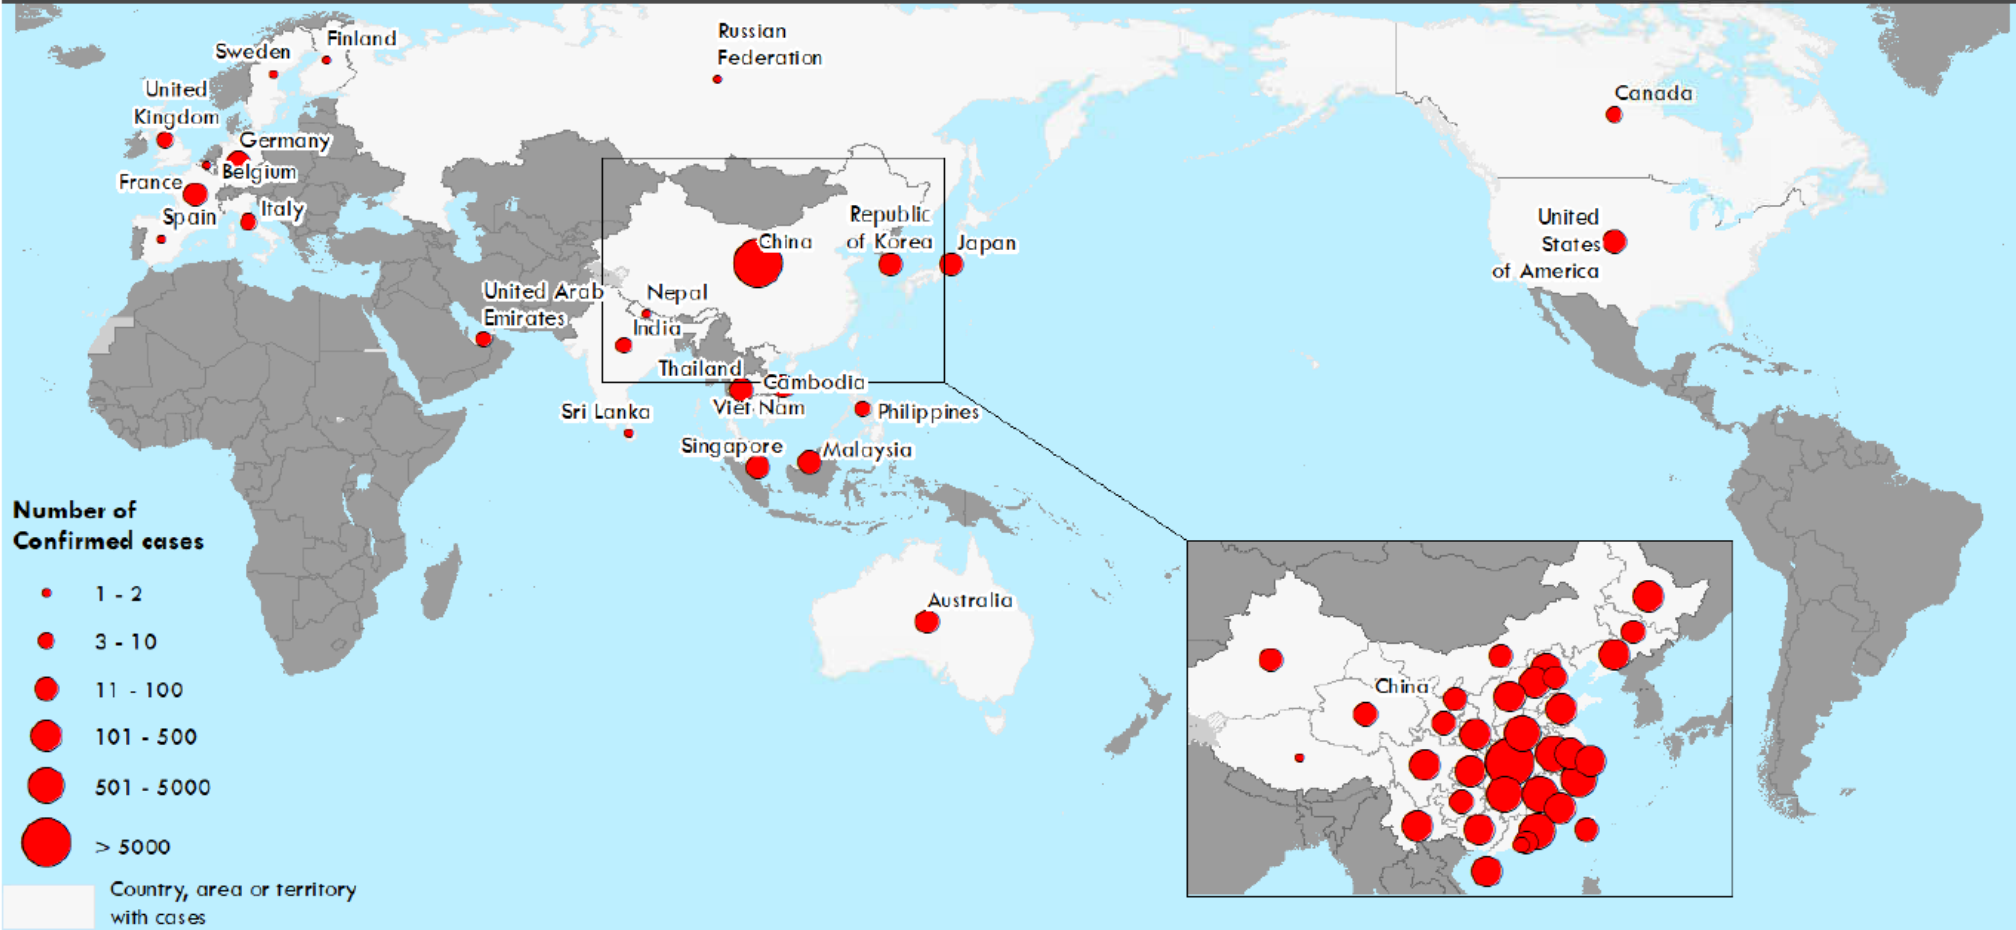 Russian
Federation
Finland
Sweden
United
Kingdom
Canada
Germany
Belgium
France
Italy
Spain
United
States
of America
Republic
of Korea
Japan
China
United Arab
Emirates
Nepal
India
Thailand
Cambodia
Viet Nam
Sri Lanka
Philippines
Singapore
Malaysia
Australia
China
Number of
Confirmed cases
1 - 2
3 - 10
11 - 100
101 - 500
501 - 5000
> 5000
Country, area or territory
with cases